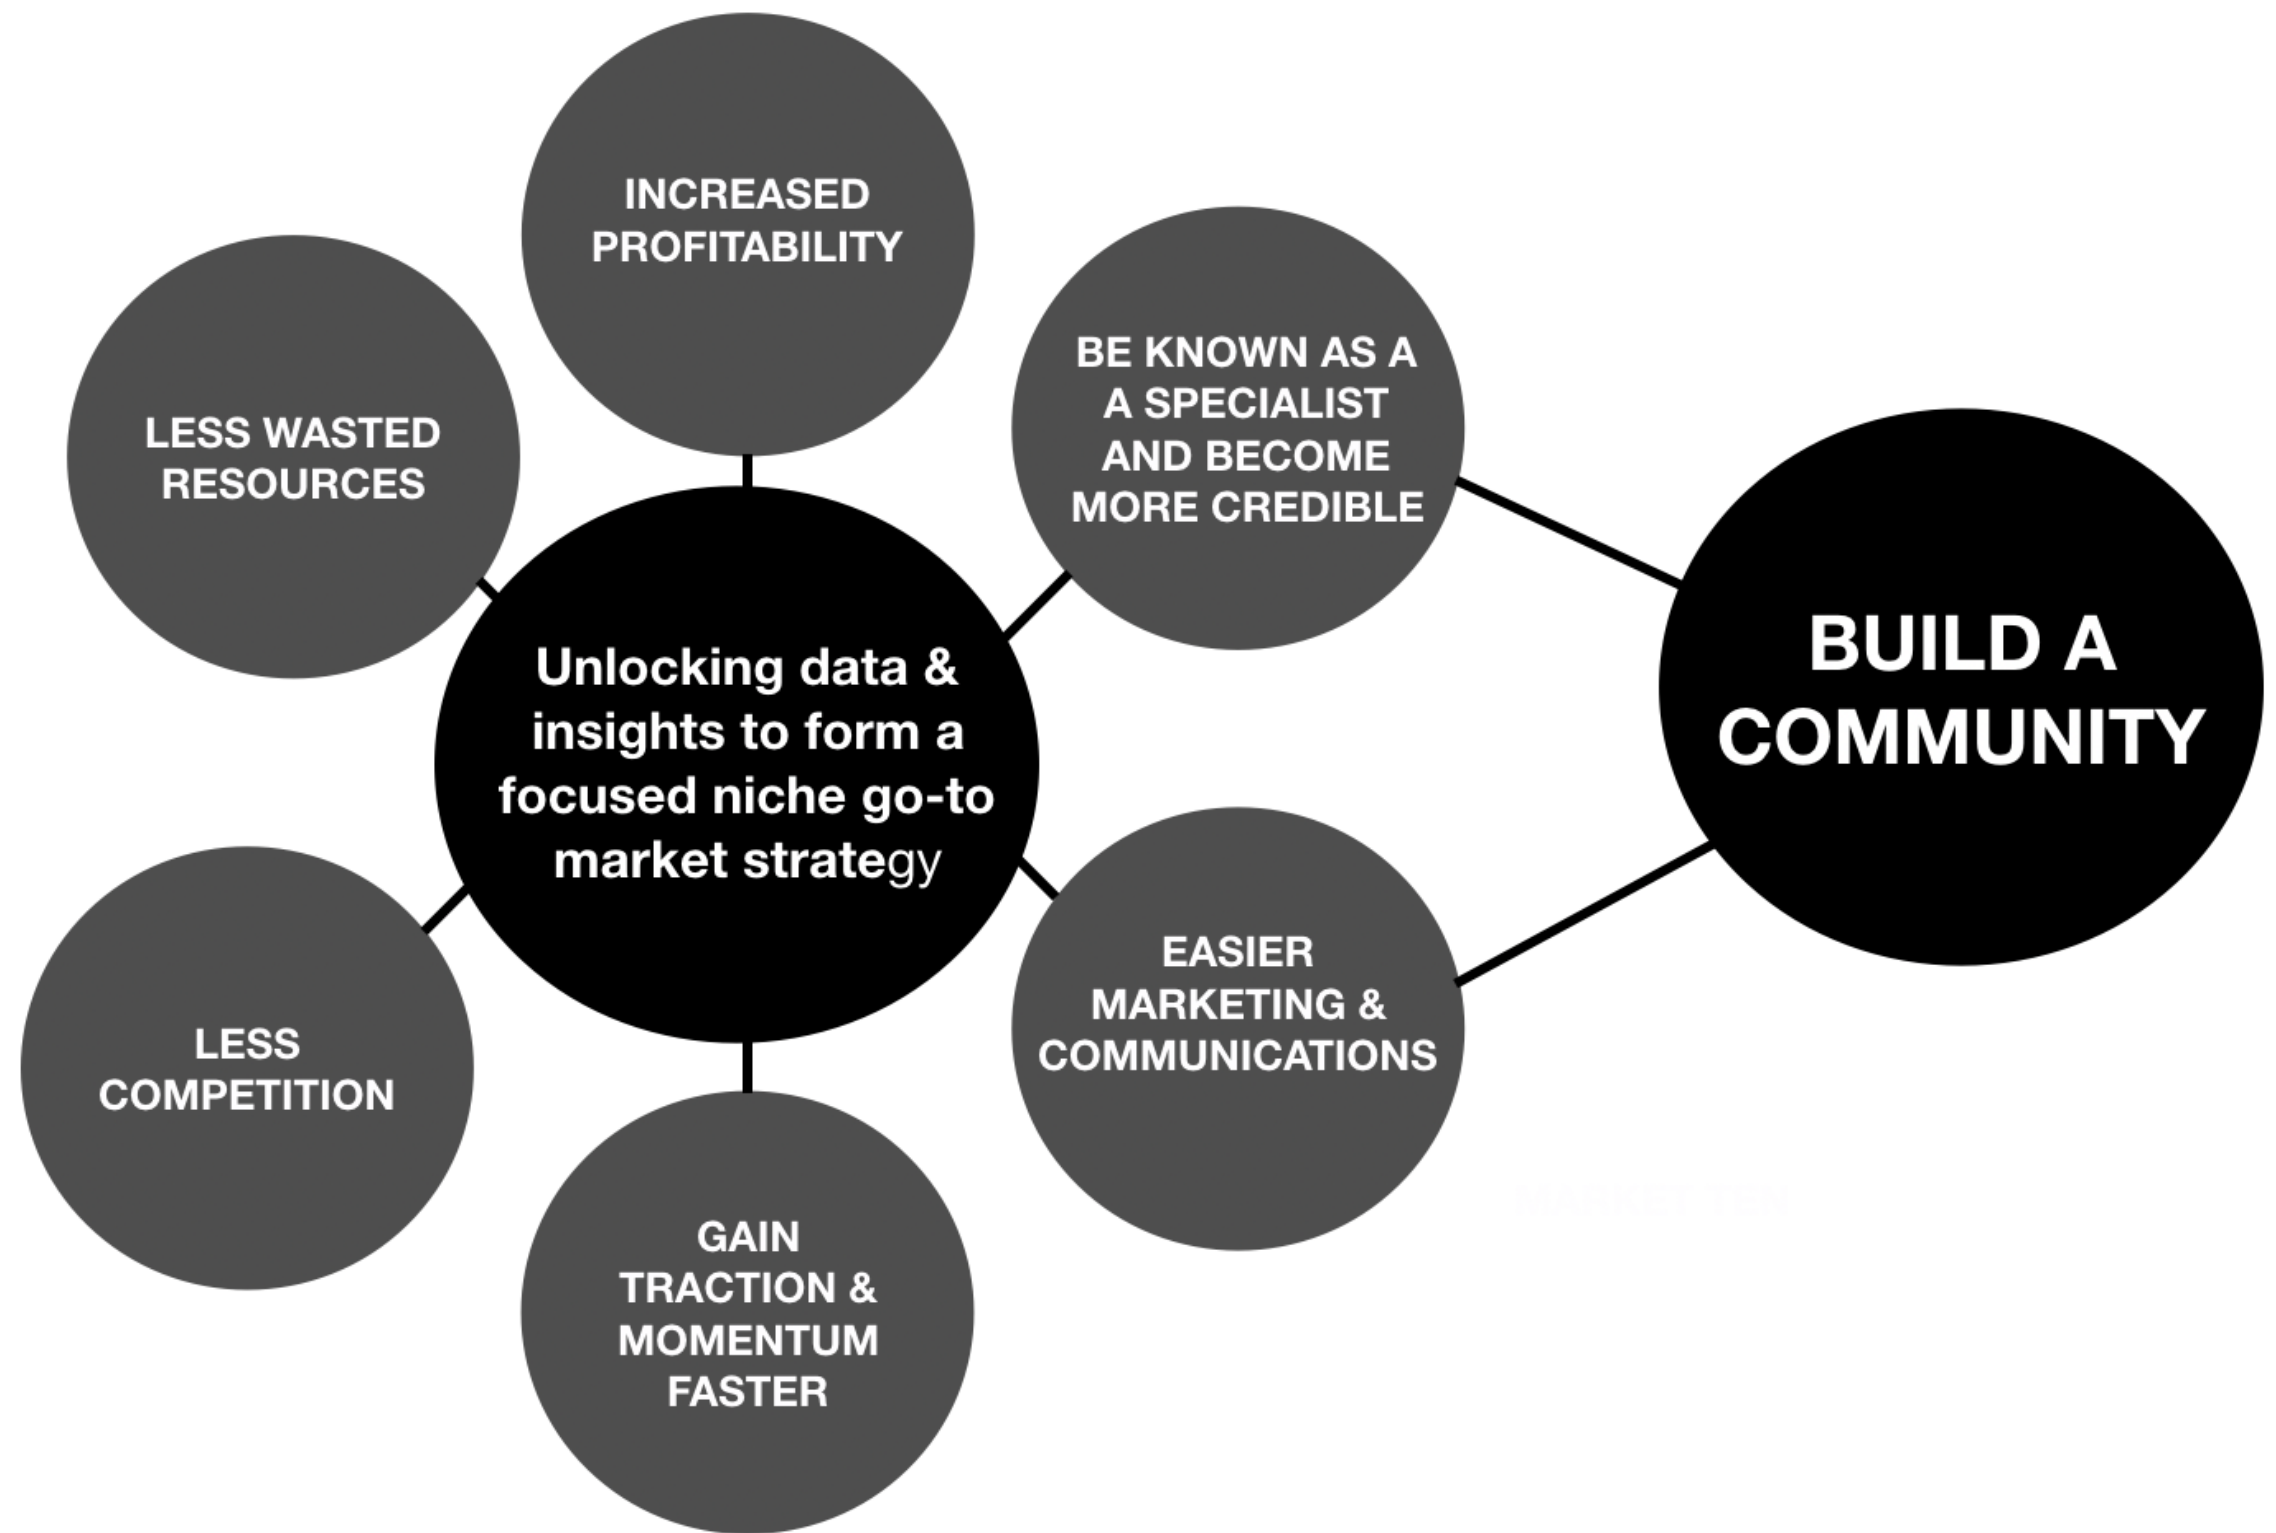 INCREASED
PROFITABILITY
LESS WASTED
RESOURCES
BE KNOWN AS A
A SPECIALIST
AND BECOME
MORE CREDIBLE
Unlocking data &
insights to form a
focused niche go-to
market strategy
BUILD A
COMMUNITY
LESS
COMPETITION
EASIER
MARKETING &
COMMUNICATIONS
GAIN
TRACTION &
MOMENTUM
FASTER